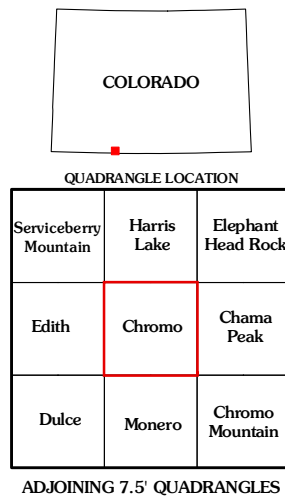 COLORADO
QUADRANGLE LOCATION
Serviceberry
Mountain
Harris
Lake
Elephant
Head Rock
Edith
Chromo
Chama
Peak
Dulce
Monero
Chromo
Mountain
ADJOINING 7.5' QUADRANGLES